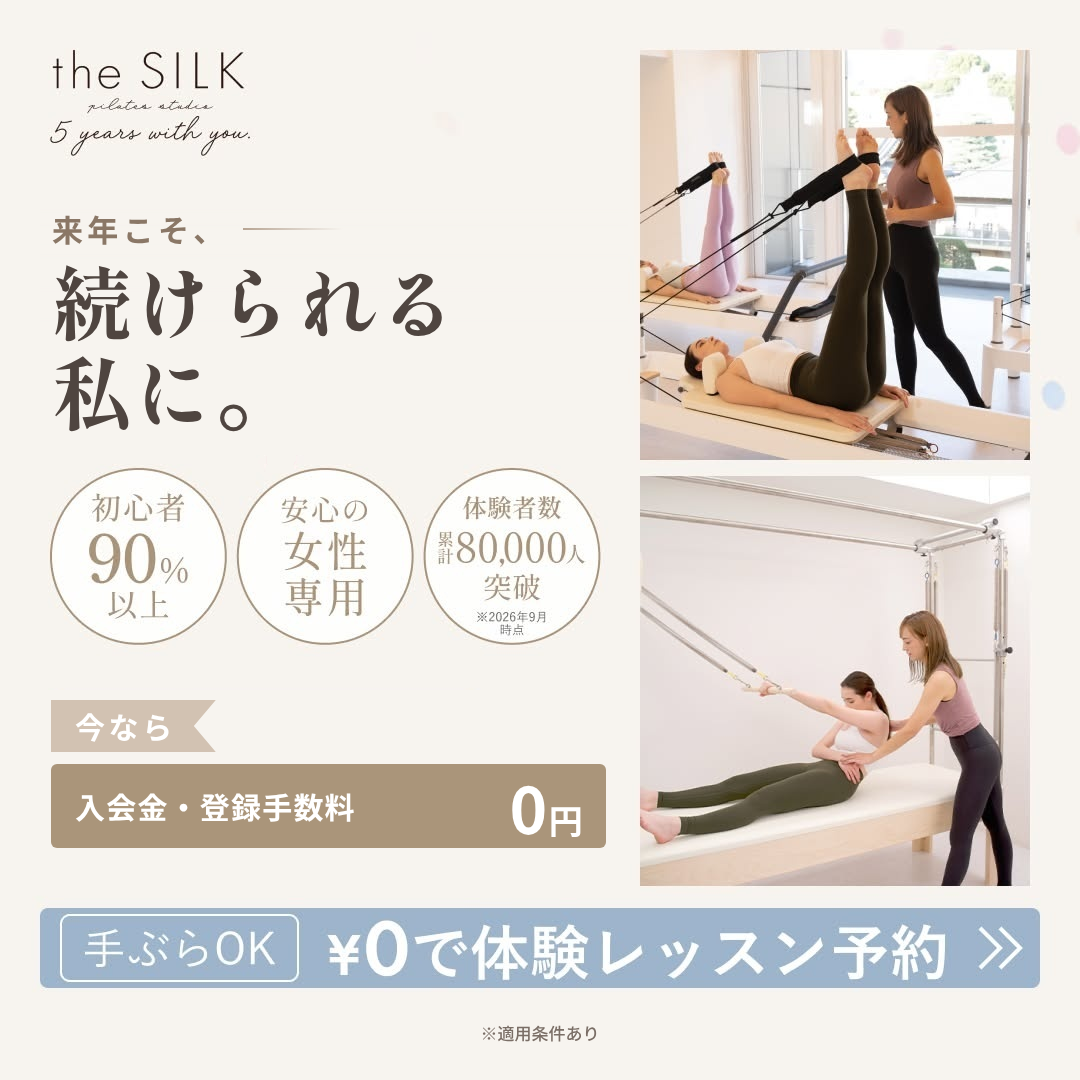 the SILK
pilates studio
5 years with you.
来年こそ、
続けられる
私に。
初心者
90%
以上
安心の
女性
専用
体験者数
累計80,000人
突破
※2026年9月
時点
今なら
入会金・登録手数料 0円
手ぶらOK ¥0で体験レッスン予約
※適用条件あり